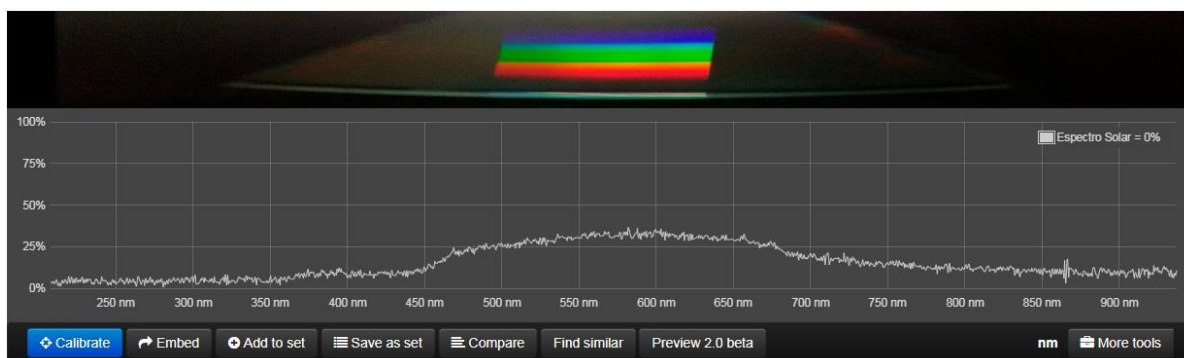 100%
Espectro Solar = 0%
75%
50%
25%
0%
250 nm 300 nm 350 nm 400 nm 450 nm 500 nm 550 nm 600 nm 650 nm 700 nm 750 nm 800 nm 850 nm 900 nm
Calibrate Embed Add to set Save as set Compare Find similar Preview 2.0 beta nm More tools